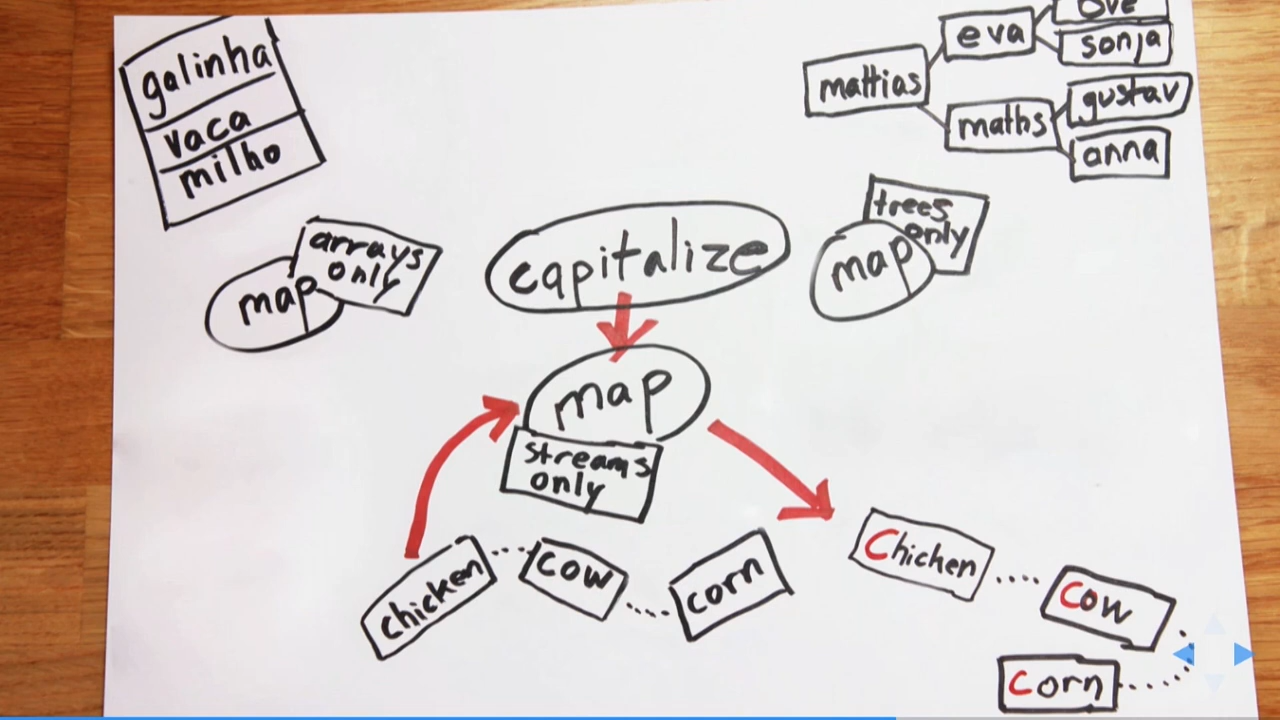 galinha
vaca
milho
mattias
eva
ove
sonja
maths
gustav
anna
arrays
only
map
capitalize
trees
only
map
map
streams
only
chicken
cow
corn
Chicken
Cow
Corn